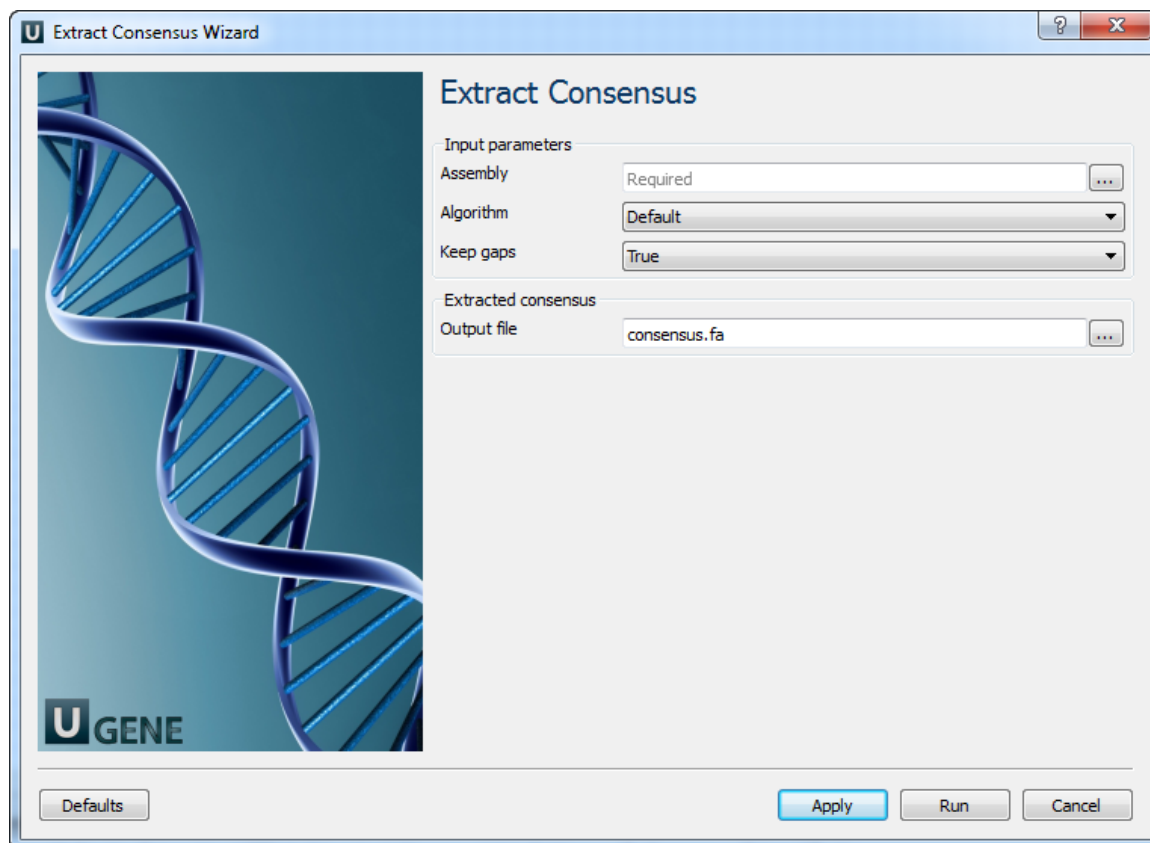 U Extract Consensus Wizard
?
X
Extract Consensus
Input parameters
Assembly Required ...
Algorithm Default
Keep gaps True
Extracted consensus
Output file consensus.fa ...
U GENE
Defaults Apply Run Cancel